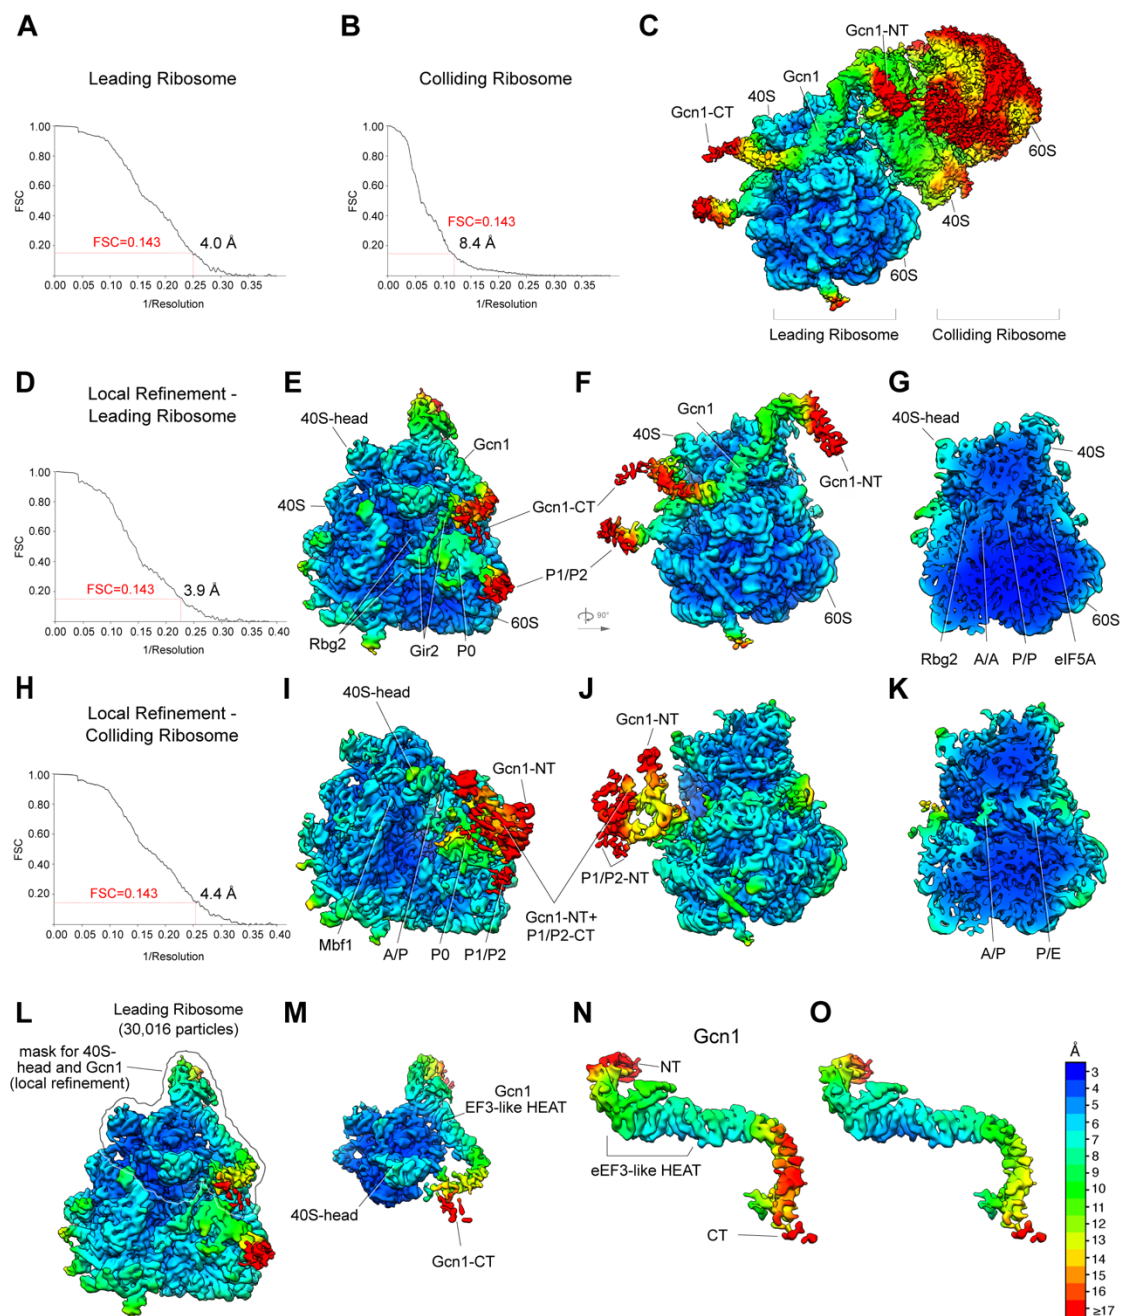 A
Leading Ribosome
1.00
0.80
0.60
0.40
0.20
FSC
FSC=0.143
4.0 Å
0.00 0.05 0.10 0.15 0.20 0.25 0.30 0.35
1/Resolution
B
Colliding Ribosome
1.00
0.80
0.60
0.40
0.20
FSC
FSC=0.143
8.4 Å
0.00 0.05 0.10 0.15 0.20 0.25 0.30 0.35
1/Resolution
C
Gcn1-NT
Gcn1
40S
Gcn1-CT
60S
40S
60S
Leading Ribosome
Colliding Ribosome
D
Local Refinement -
Leading Ribosome
1.00
0.80
0.60
0.40
0.20
FSC
FSC=0.143
3.9 Å
0.00 0.05 0.10 0.15 0.20 0.25 0.30 0.35 0.40
1/Resolution
E
40S-head
Gcn1
40S
Gcn1-CT
P1/P2
60S
Rbg2
Gir2
P0
90°
F
Gcn1
40S
Gcn1-NT
60S
G
40S-head
40S
60S
Rbg2
A/A
P/P
eIF5A
H
Local Refinement -
Colliding Ribosome
1.00
0.80
0.60
0.40
0.20
FSC
FSC=0.143
4.4 Å
0.00 0.05 0.10 0.15 0.20 0.25 0.30 0.35 0.40
1/Resolution
I
40S-head
Gcn1-NT
Gcn1-NT+
P1/P2-CT
Mbf1
A/P
P0
P1/P2
J
Gcn1-NT
P1/P2-NT
K
A/P
P/E
L
Leading Ribosome
(30,016 particles)
mask for 40S-
head and Gcn1
(local refinement)
M
Gcn1
EF3-like HEAT
40S-head
Gcn1-CT
N
Gcn1
NT
eEF3-like HEAT
CT
O
Å
3
4
5
6
7
8
9
10
11
12
13
14
15
16
≥17